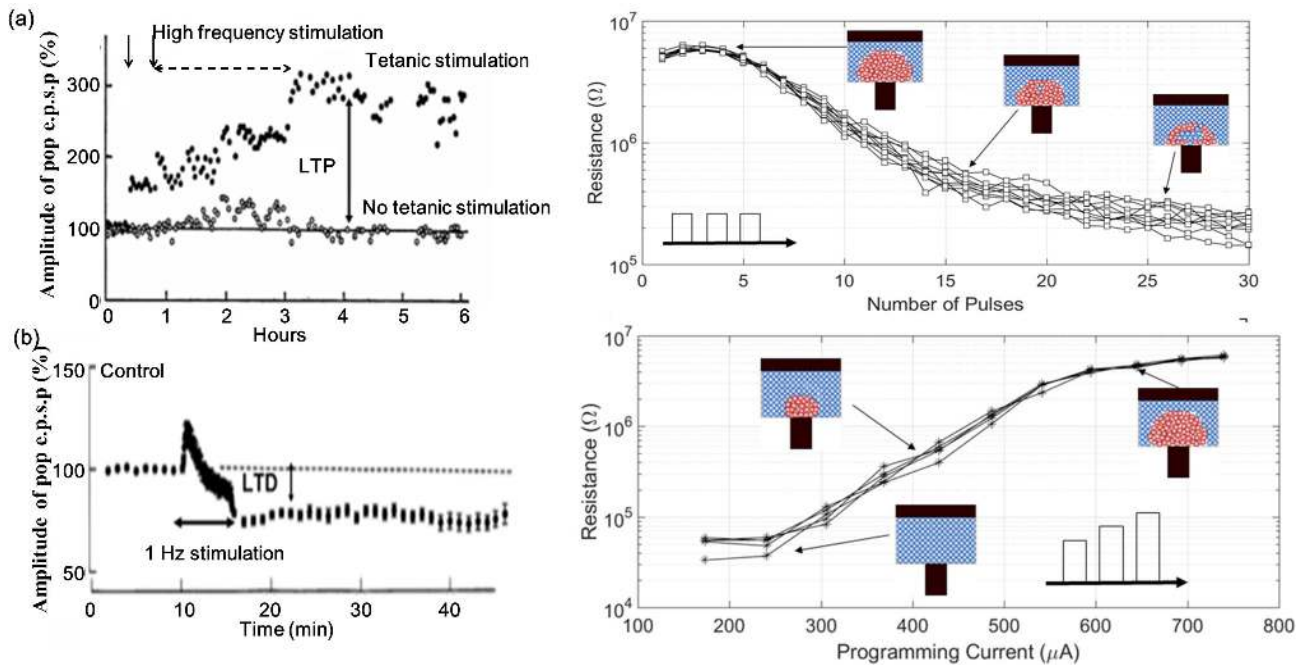 (a)
High frequency stimulation
Tetanic stimulation
LTP
No tetanic stimulation
Amplitude of pop e.p.s.p (%)
300
200
100
0
0 1 2 3 4 5 6
Hours
Resistance (Ω)
10^7
10^6
10^5
0 5 10 15 20 25 30
Number of Pulses
(b)
Control
LTD
1 Hz stimulation
Amplitude of pop e.p.s.p (%)
150
100
50
0 10 20 30 40
Time (min)
Resistance (Ω)
10^7
10^6
10^5
10^4
100 200 300 400 500 600 700 800
Programming Current (μA)